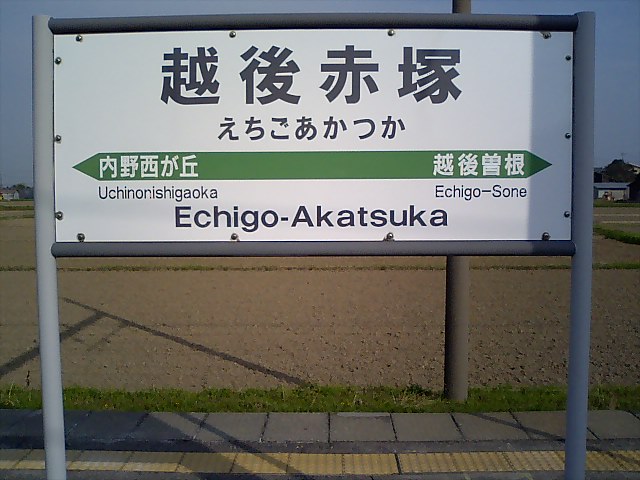 越後赤塚
えちごあかつか
内野西が丘 越後曽根
Uchinonishigaoka Echigo-Sone
Echigo-Akatsuka